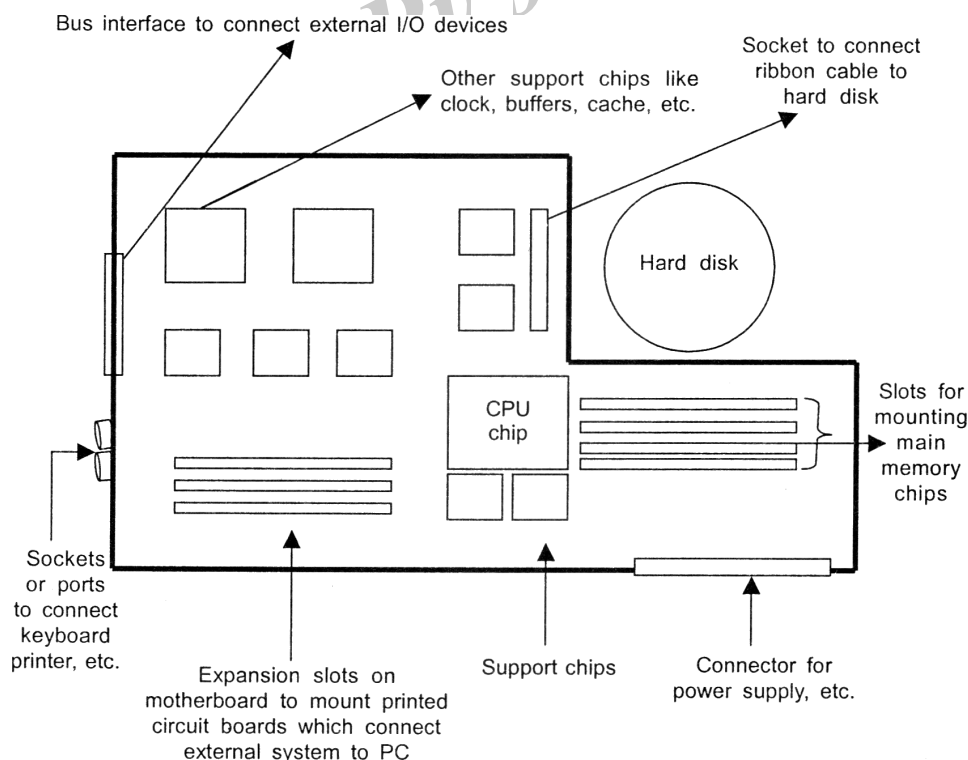 Bus interface to connect external I/O devices
Other support chips like
clock, buffers, cache, etc.
Socket to connect
ribbon cable to
hard disk
Hard disk
CPU
chip
Slots for
mounting
main
memory
chips
Sockets
or ports
to connect
keyboard
printer, etc.
Expansion slots on
motherboard to mount printed
circuit boards which connect
external system to PC
Support chips
Connector for
power supply, etc.